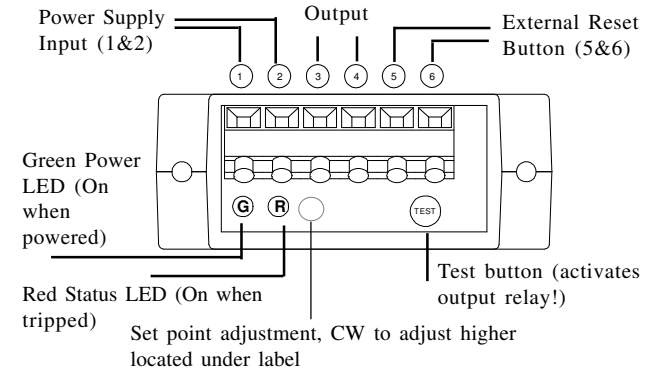 Power Supply
Input (1&2)
Output
External Reset
Button (5&6)
1 2 3 4 5 6
Green Power
LED (On
when
powered)
G R TEST
Red Status LED (On when
tripped)
Test button (activates
output relay!)
Set point adjustment, CW to adjust higher
located under label